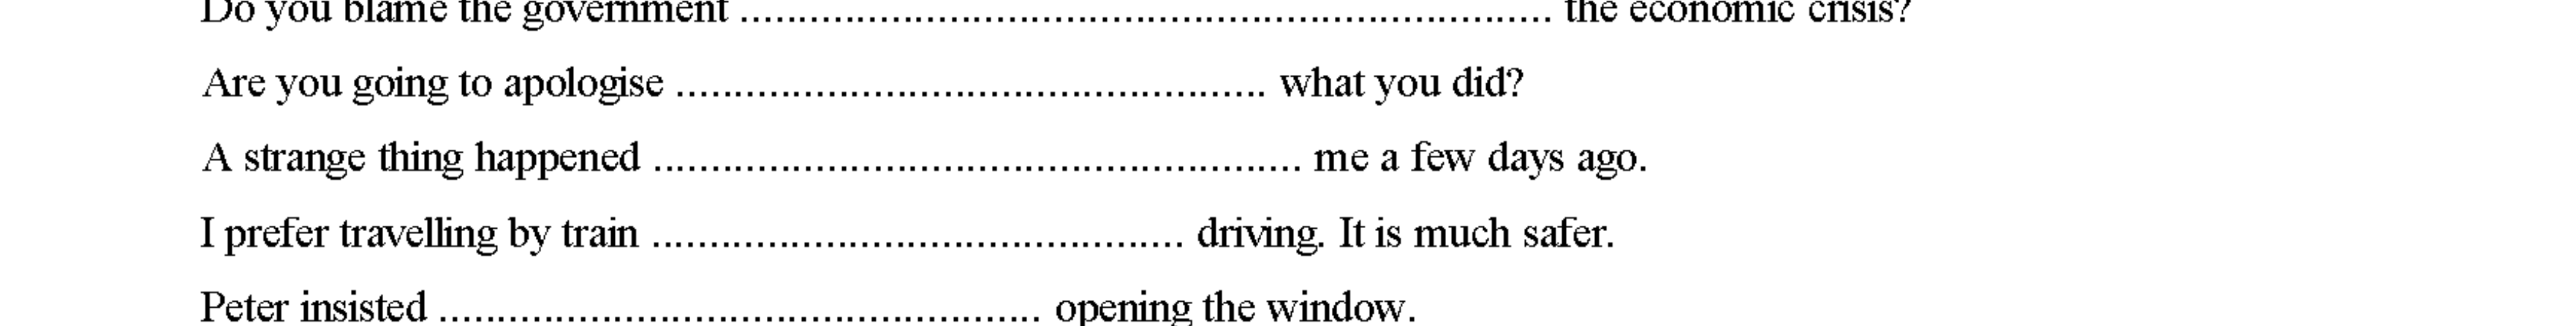 Do you blame the government ...................................................................... the economic crisis?
Are you going to apologise ................................................... what you did?
A strange thing happened ........................................................ me a few days ago.
I prefer travelling by train .............................................. driving. It is much safer.
Peter insisted .................................................... opening the window.